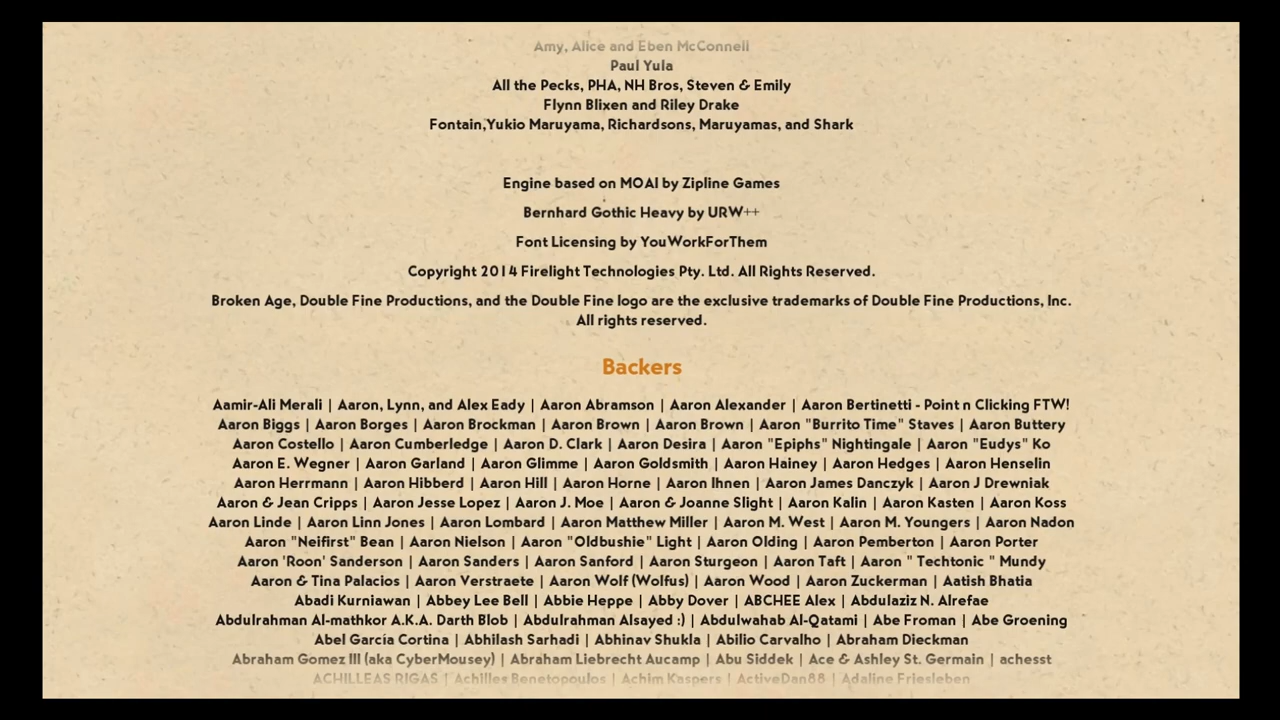 Amy, Alice and Eben McConnell
Paul Yula
All the Pecks, PHA, NH Bros, Steven & Emily
Flynn Blixen and Riley Drake
Fontain,Yukio Maruyama, Richardsons, Maruyamas, and Shark
Engine based on MOAI by Zipline Games
Bernhard Gothic Heavy by URW++
Font Licensing by YouWorkForThem
Copyright 2014 Firelight Technologies Pty. Ltd. All Rights Reserved.
Broken Age, Double Fine Productions, and the Double Fine logo are the exclusive trademarks of Double Fine Productions, Inc.
All rights reserved.
Backers
Aamir-Ali Merali | Aaron, Lynn, and Alex Eady | Aaron Abramson | Aaron Alexander | Aaron Bertinetti - Point n Clicking FTW!
Aaron Biggs | Aaron Borges | Aaron Brockman | Aaron Brown | Aaron Brown | Aaron "Burrito Time" Staves | Aaron Buttery
Aaron Costello | Aaron Cumberledge | Aaron D. Clark | Aaron Desira | Aaron "Epiphs" Nightingale | Aaron "Eudys" Ko
Aaron E. Wegner | Aaron Garland | Aaron Glimme | Aaron Goldsmith | Aaron Hainey | Aaron Hedges | Aaron Henselin
Aaron Herrmann | Aaron Hibberd | Aaron Hill | Aaron Horne | Aaron Ihnen | Aaron James Danczyk | Aaron J Drewniak
Aaron & Jean Cripps | Aaron Jesse Lopez | Aaron J. Moe | Aaron & Joanne Slight | Aaron Kalin | Aaron Kasten | Aaron Koss
Aaron Linde | Aaron Linn Jones | Aaron Lombard | Aaron Matthew Miller | Aaron M. West | Aaron M. Youngers | Aaron Nadon
Aaron "Neifirst" Bean | Aaron Nielson | Aaron "Oldbushie" Light | Aaron Olding | Aaron Pemberton | Aaron Porter
Aaron 'Roon' Sanderson | Aaron Sanders | Aaron Sanford | Aaron Sturgeon | Aaron Taft | Aaron " Techtonic " Mundy
Aaron & Tina Palacios | Aaron Verstraete | Aaron Wolf (Wolfus) | Aaron Wood | Aaron Zuckerman | Aatish Bhatia
Abadi Kurniawan | Abbey Lee Bell | Abbie Heppe | Abby Dover | ABCHEE Alex | Abdulaziz N. Alrefae
Abdulrahman Al-mathkor A.K.A. Darth Blob | Abdulrahman Alsayed :) | Abdulwahab Al-Qatami | Abe Froman | Abe Groening
Abel García Cortina | Abhilash Sarhadi | Abhinav Shukla | Abilio Carvalho | Abraham Dieckman
Abraham Gomez III (aka CyberMousey) | Abraham Liebrecht Aucamp | Abu Siddek | Ace & Ashley St. Germain | achesst
ACHILLEAS RIGAS | Achilles Benetopoulos | Achim Kaspers | ActiveDan88 | Adaline Friesleben